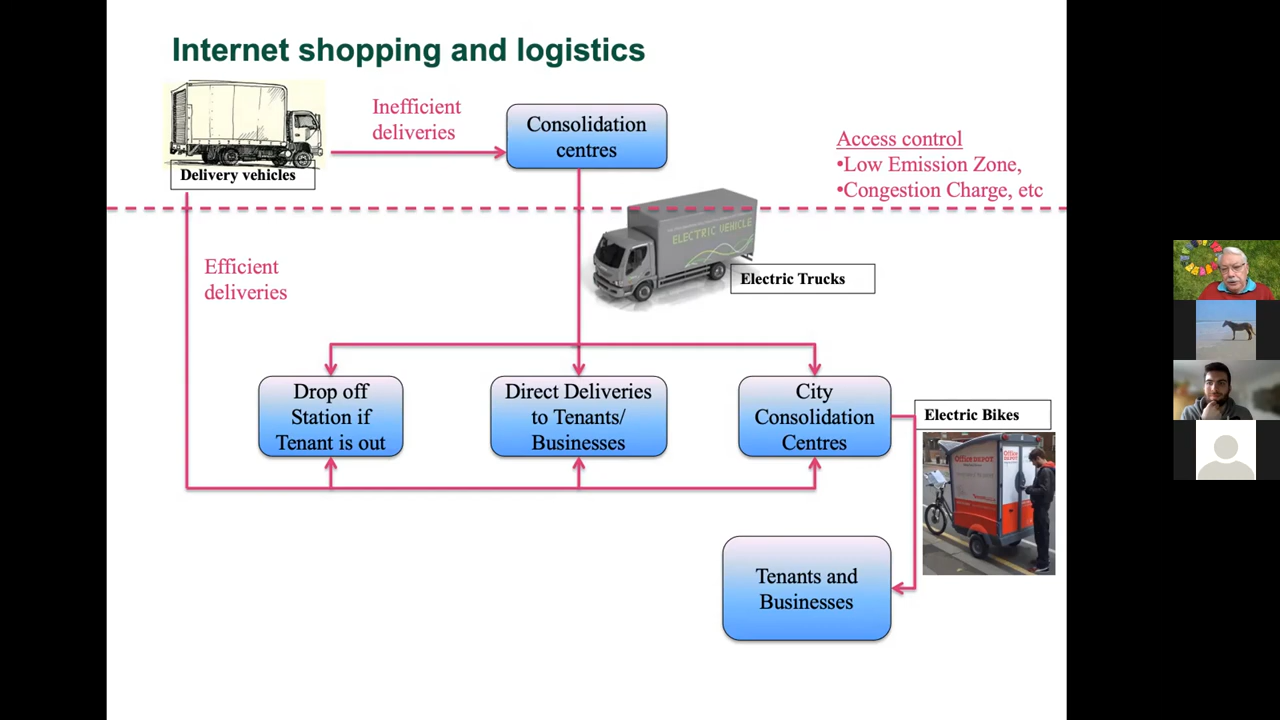 Internet shopping and logistics
Inefficient
deliveries
Consolidation
centres
Access control
•Low Emission Zone,
•Congestion Charge, etc
Delivery vehicles
ELECTRIC VEHICLE
Electric Trucks
Efficient
deliveries
Drop off
Station if
Tenant is out
Direct Deliveries
to Tenants/
Businesses
City
Consolidation
Centres
Electric Bikes
Office DEPOT
Office DEPOT
Tenants and
Businesses